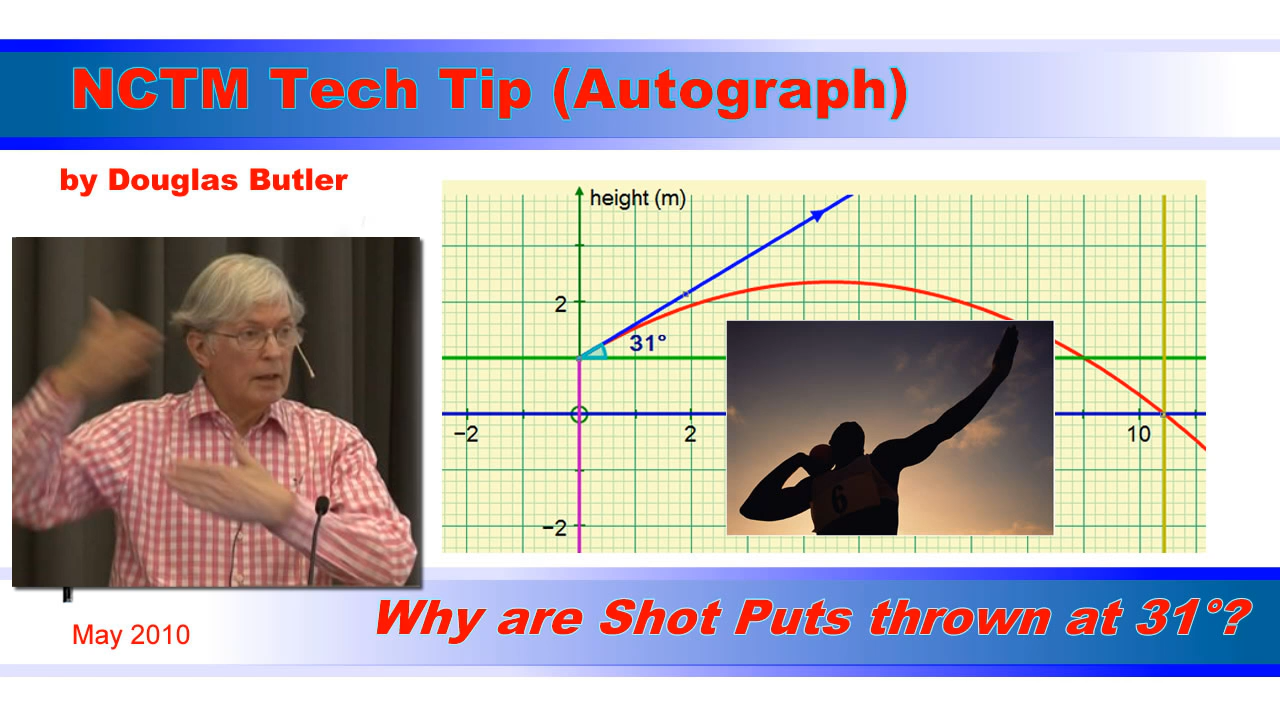 NCTM Tech Tip (Autograph)
by Douglas Butler
height (m)
2
31°
−2
2
10
−2
6
May 2010
Why are Shot Puts thrown at 31°?